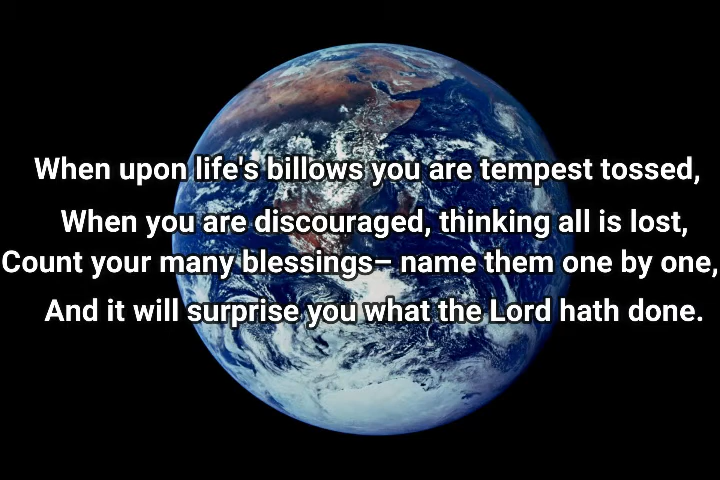 When upon life's billows you are tempest tossed,
When you are discouraged, thinking all is lost,
Count your many blessings– name them one by one,
And it will surprise you what the Lord hath done.